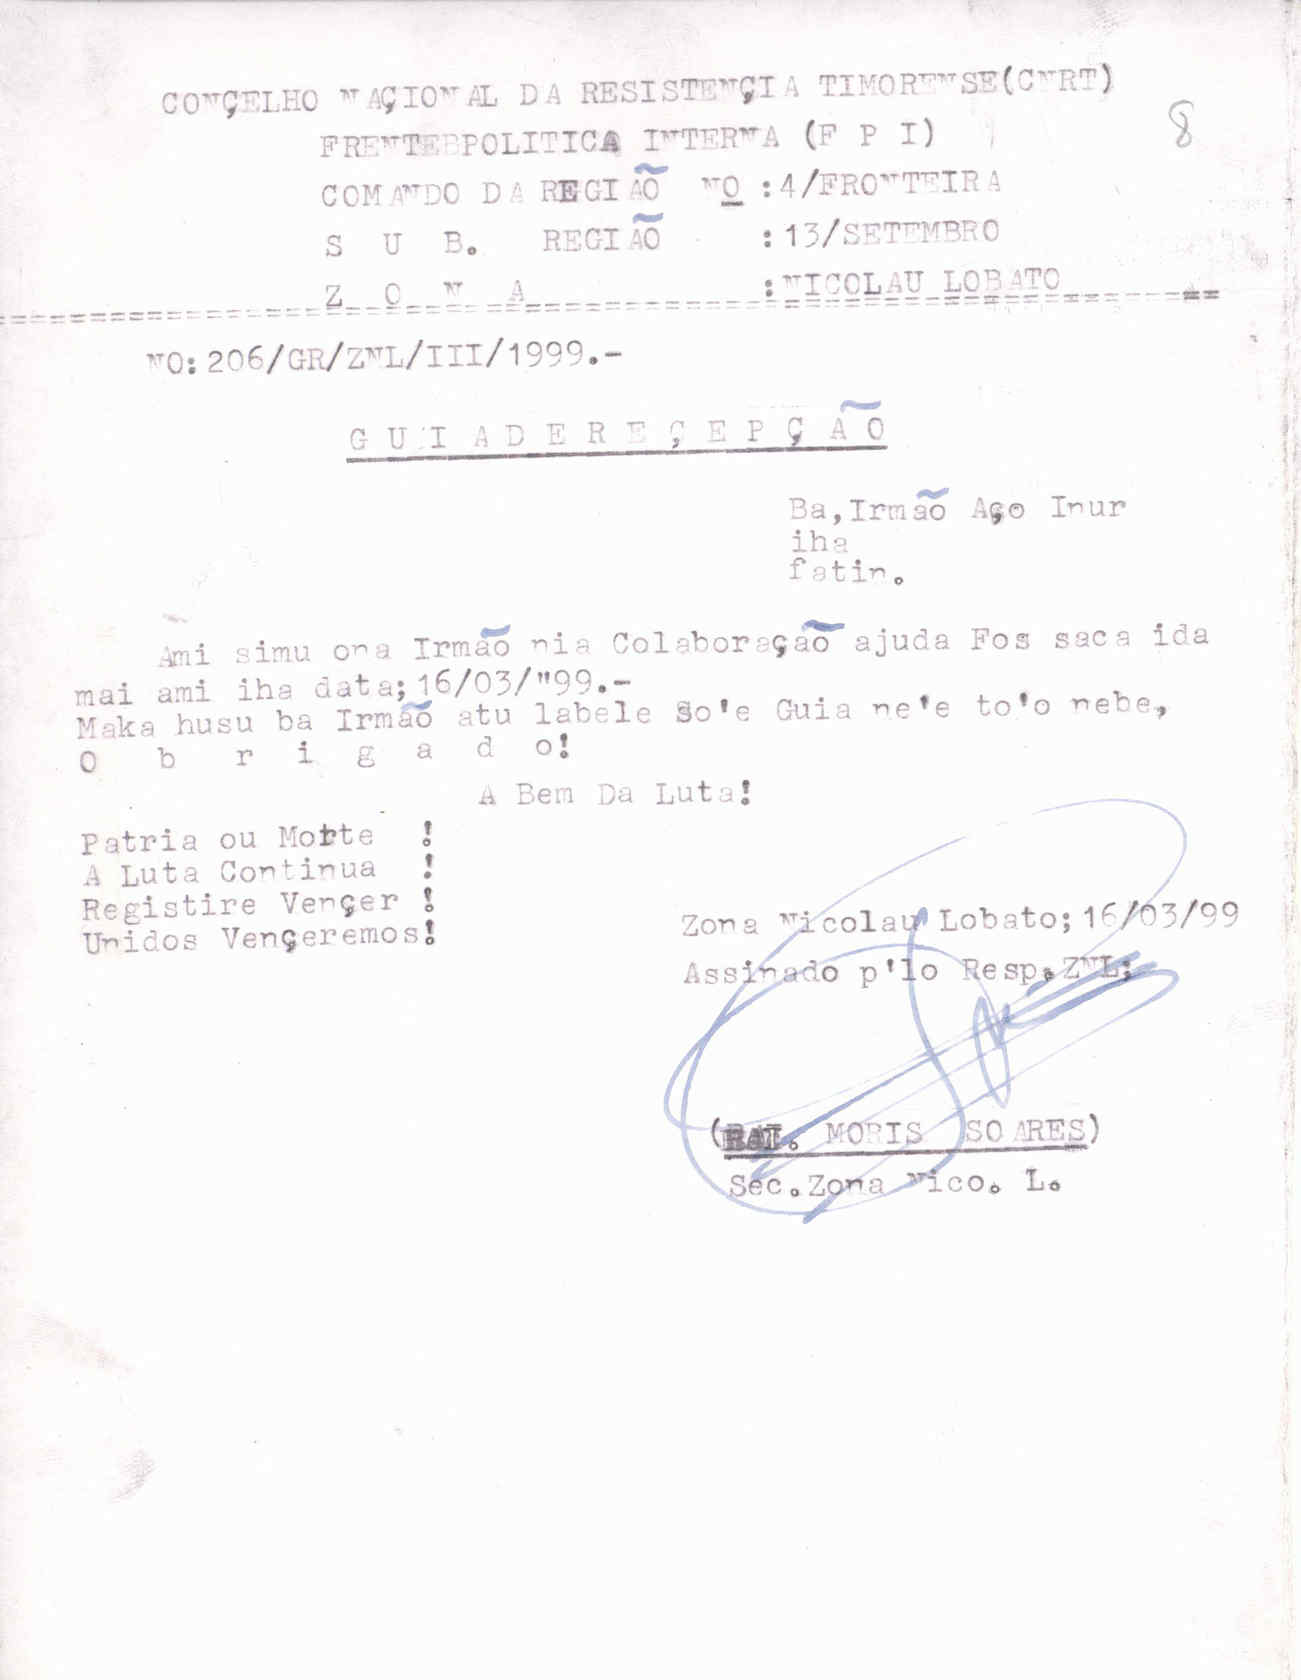 CONÇELHO NAÇIONAL DA RESISTENÇIA TIMORENSE(CNRT)
8
FRENTE POLITICA INTERNA (F P I)
COMANDO DA REGIÃO NO :4/FRONTEIRA
S U B. REGIÃO :13/SETEMBRO
Z O N A :NICOLAU LOBATO
NO:206/GR/ZNL/III/1999.-
G U I A D E R E Ç E P Ç Ã O
Ba,Irmão Aço Inur
iha
fatin.
Ami simu ona Irmão nia Colaboração ajuda Fos saca ida
mai ami iha data;16/03/"99.-
Maka husu ba Irmão atu labele So'e Guia ne'e to'o nebe,
O b r i g a d o!
A Bem Da Luta!
Patria ou Morte !
A Luta Continua !
Registire Vençer !
Unidos Vençeremos!
Zona Nicolau Lobato;16/03/99
Assinado p'lo Resp.ZNL:
(RAI. MORIS SOARES)
Sec.Zona Nico. L.